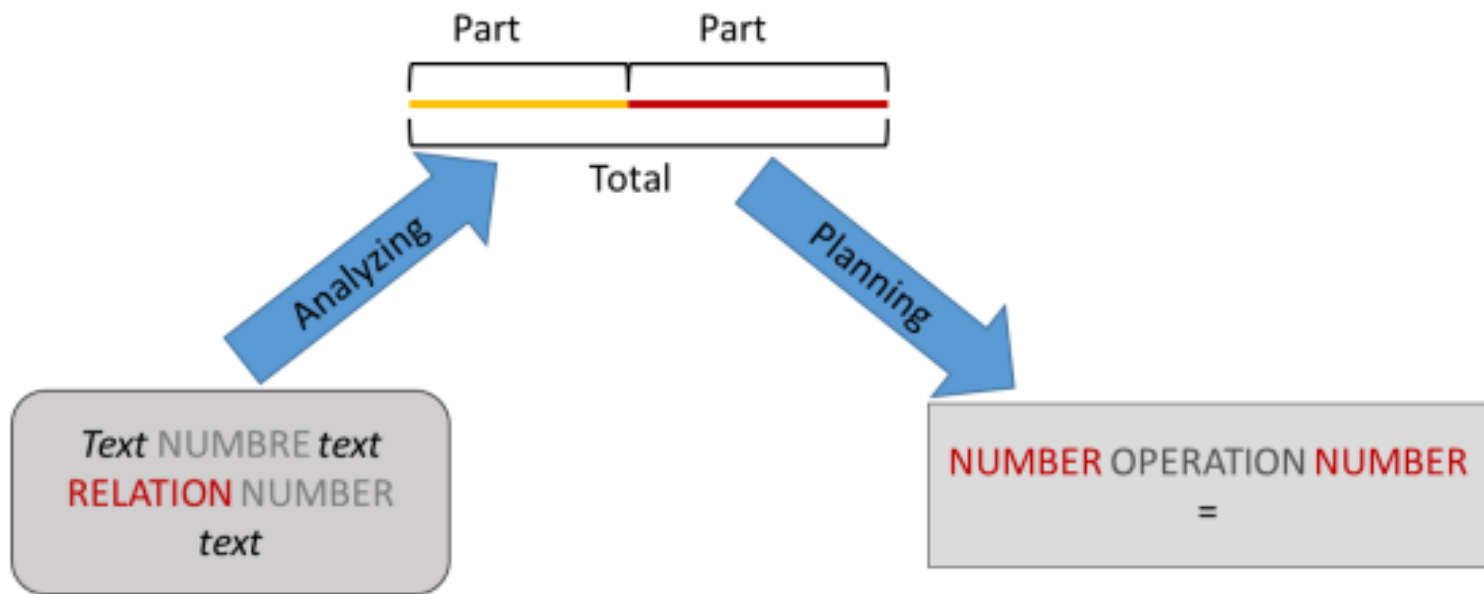 Part Part
Total
Analyzing
Planning
Text NUMBRE text
RELATION NUMBER
text
NUMBER OPERATION NUMBER
=